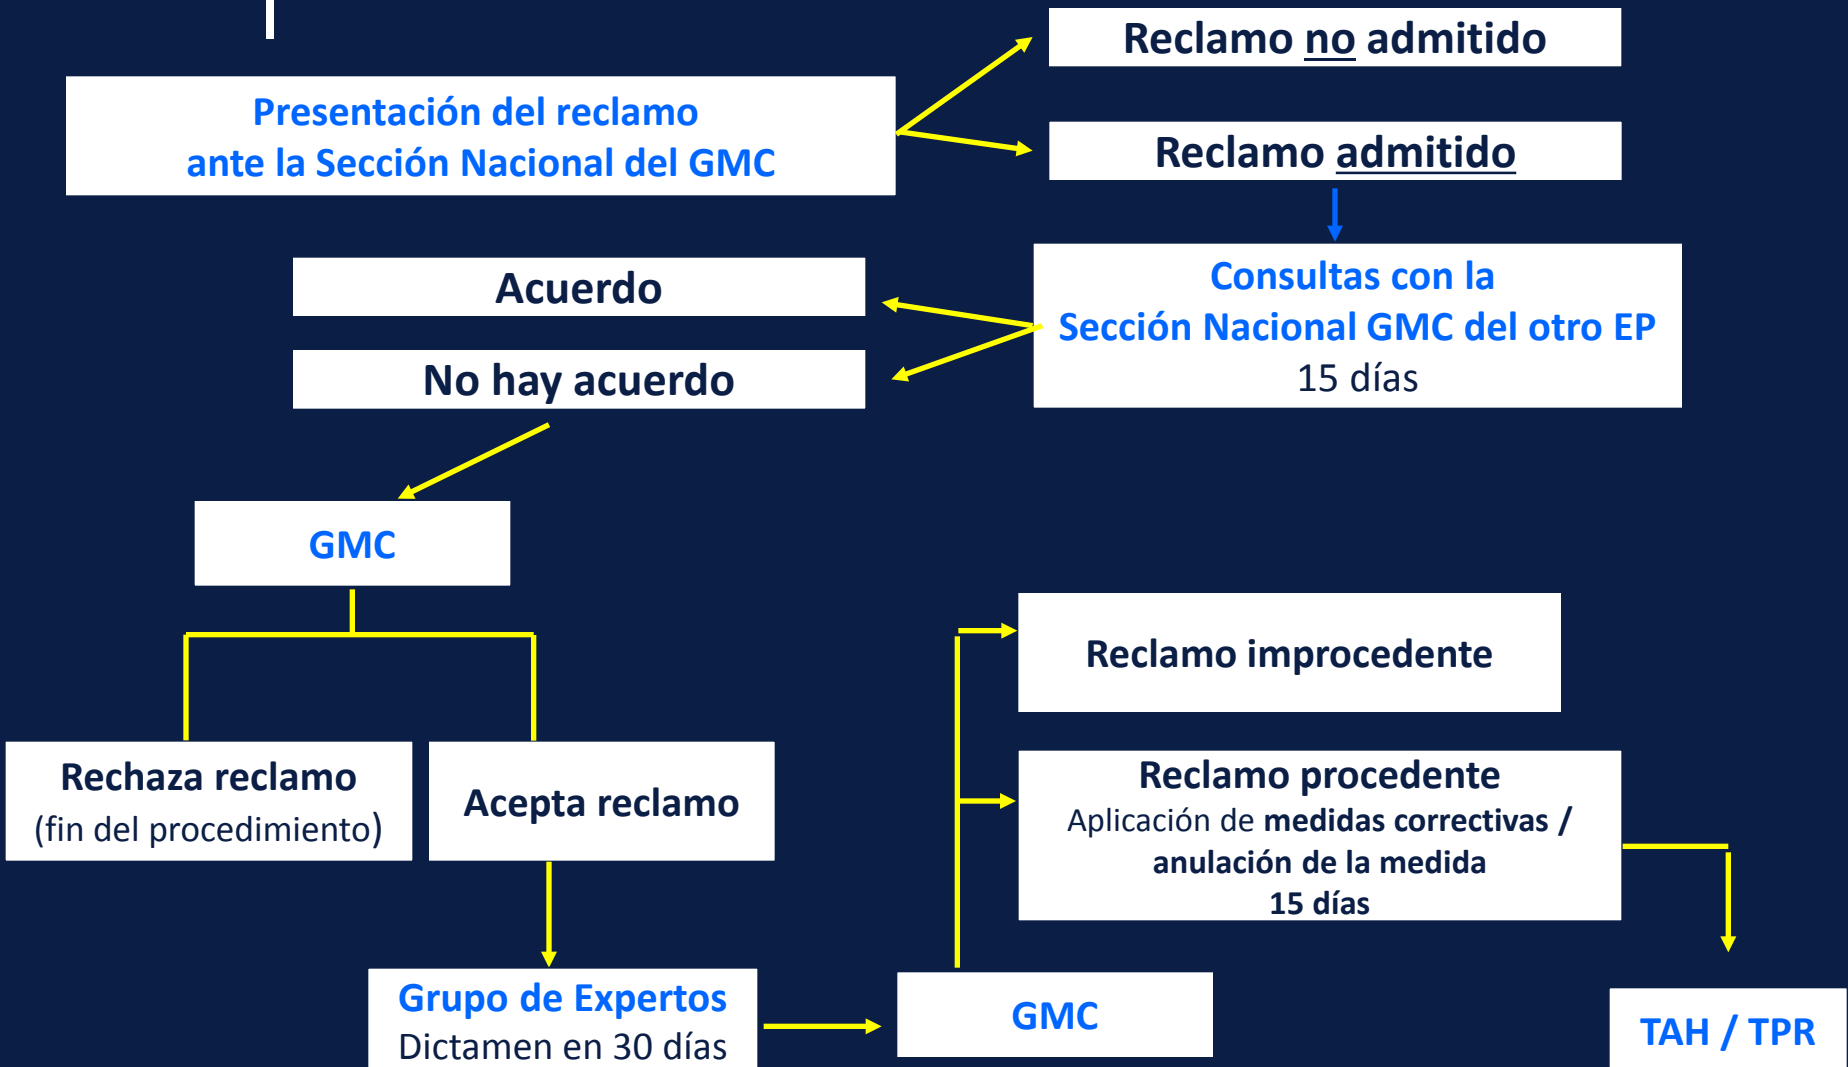 Reclamo no admitido
Presentación del reclamo
ante la Sección Nacional del GMC
Reclamo admitido
Consultas con la
Sección Nacional GMC del otro EP
15 días
Acuerdo
No hay acuerdo
GMC
Rechaza reclamo
(fin del procedimiento)
Acepta reclamo
Grupo de Expertos
Dictamen en 30 días
GMC
Reclamo improcedente
Reclamo procedente
Aplicación de medidas correctivas /
anulación de la medida
15 días
TAH / TPR